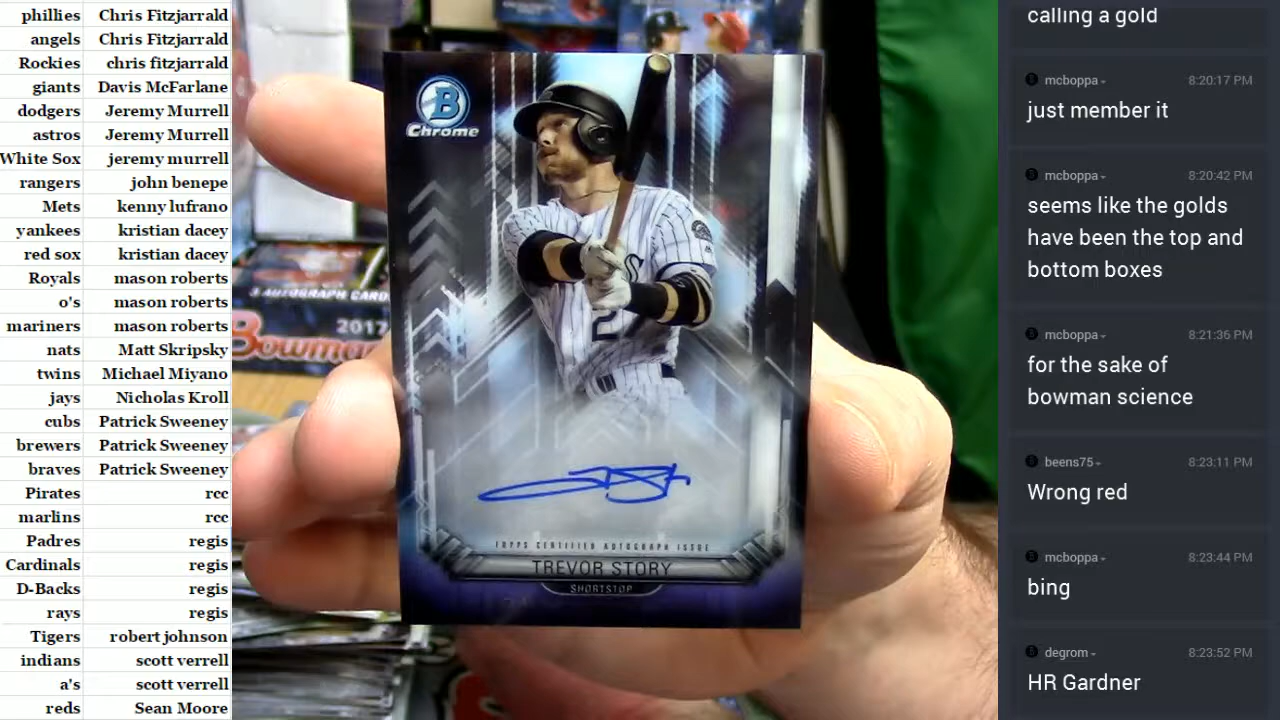 phillies Chris Fitzjarrald
angels Chris Fitzjarrald
Rockies chris fitzjarrald
giants Davis McFarlane
dodgers Jeremy Murrell
astros Jeremy Murrell
White Sox jeremy murrell
rangers john benepe
Mets kenny lufrano
yankees kristian dacey
red sox kristian dacey
Royals mason roberts
o's mason roberts
mariners mason roberts
nats Matt Skripsky
twins Michael Miyano
jays Nicholas Kroll
cubs Patrick Sweeney
brewers Patrick Sweeney
braves Patrick Sweeney
Pirates rcc
marlins rcc
Padres regis
Cardinals regis
D-Backs regis
rays regis
Tigers robert johnson
indians scott verrell
a's scott verrell
reds Sean Moore
B
Chrome
3 AUTOGRAPH CARDS
2017
Bowman
2
TOPPS CERTIFIED AUTOGRAPH ISSUE
TREVOR STORY
SHORTSTOP
calling a gold
mcboppa 8:20:17 PM
just member it
mcboppa 8:20:42 PM
seems like the golds
have been the top and
bottom boxes
mcboppa 8:21:36 PM
for the sake of
bowman science
beens75 8:23:11 PM
Wrong red
mcboppa 8:23:44 PM
bing
degrom 8:23:52 PM
HR Gardner